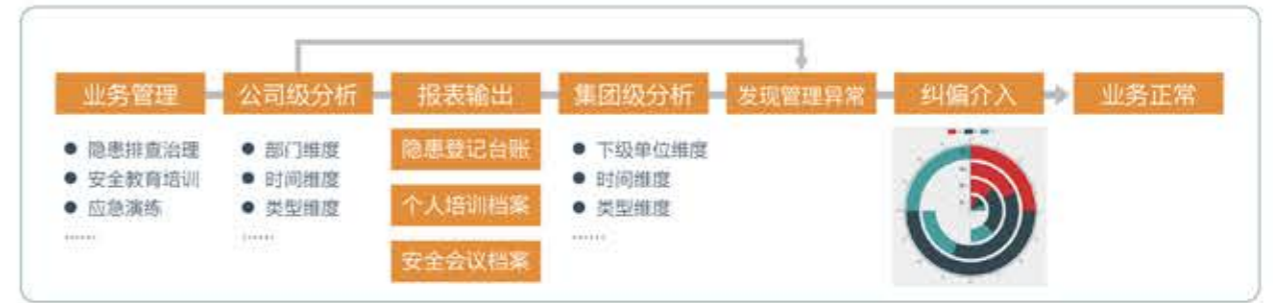 业务管理
公司级分析
报表输出
集团级分析
发现管理异常
纠偏介入
业务正常
● 隐患排查治理
● 安全教育培训
● 应急演练
……
● 部门维度
● 时间维度
● 类型维度
……
隐患登记台账
个人培训档案
安全会议档案
● 下级单位维度
● 时间维度
● 类型维度
……